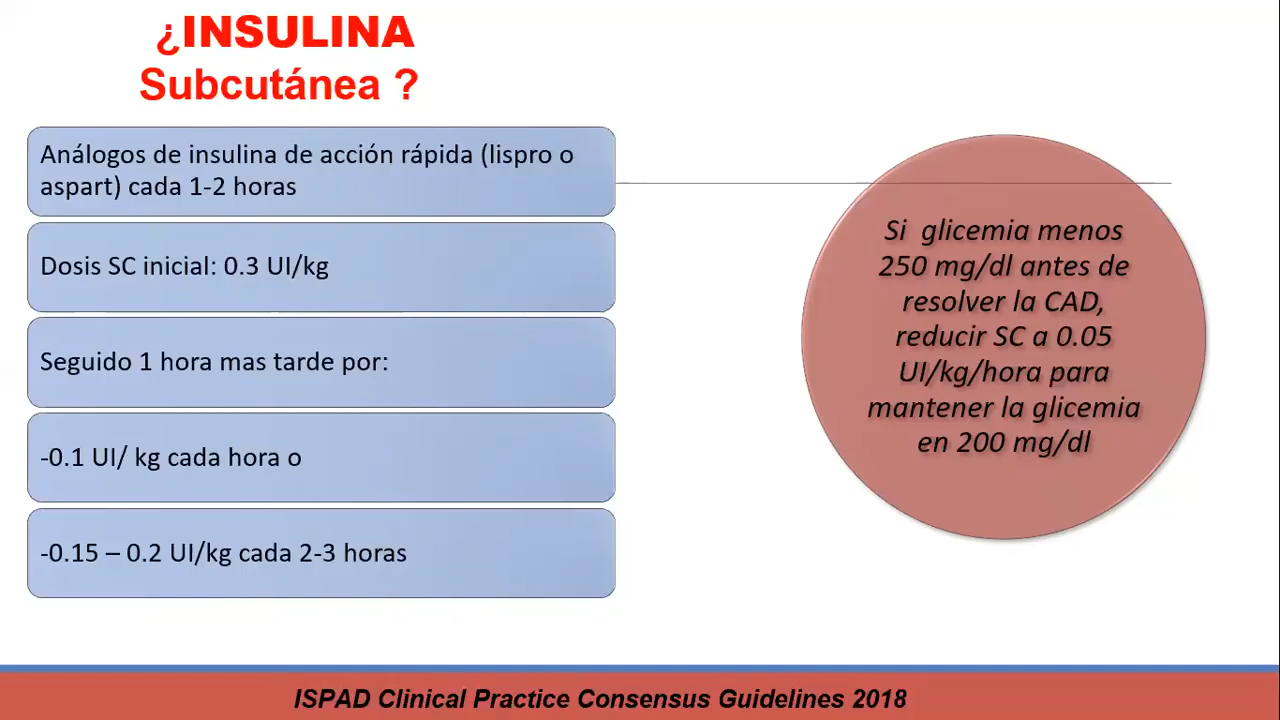 ¿INSULINA
Subcutánea ?
Análogos de insulina de acción rápida (lispro o
aspart) cada 1-2 horas
Dosis SC inicial: 0.3 UI/kg
Seguido 1 hora mas tarde por:
-0.1 UI/ kg cada hora o
-0.15 – 0.2 UI/kg cada 2-3 horas
Si glicemia menos
250 mg/dl antes de
resolver la CAD,
reducir SC a 0.05
UI/kg/hora para
mantener la glicemia
en 200 mg/dl
ISPAD Clinical Practice Consensus Guidelines 2018